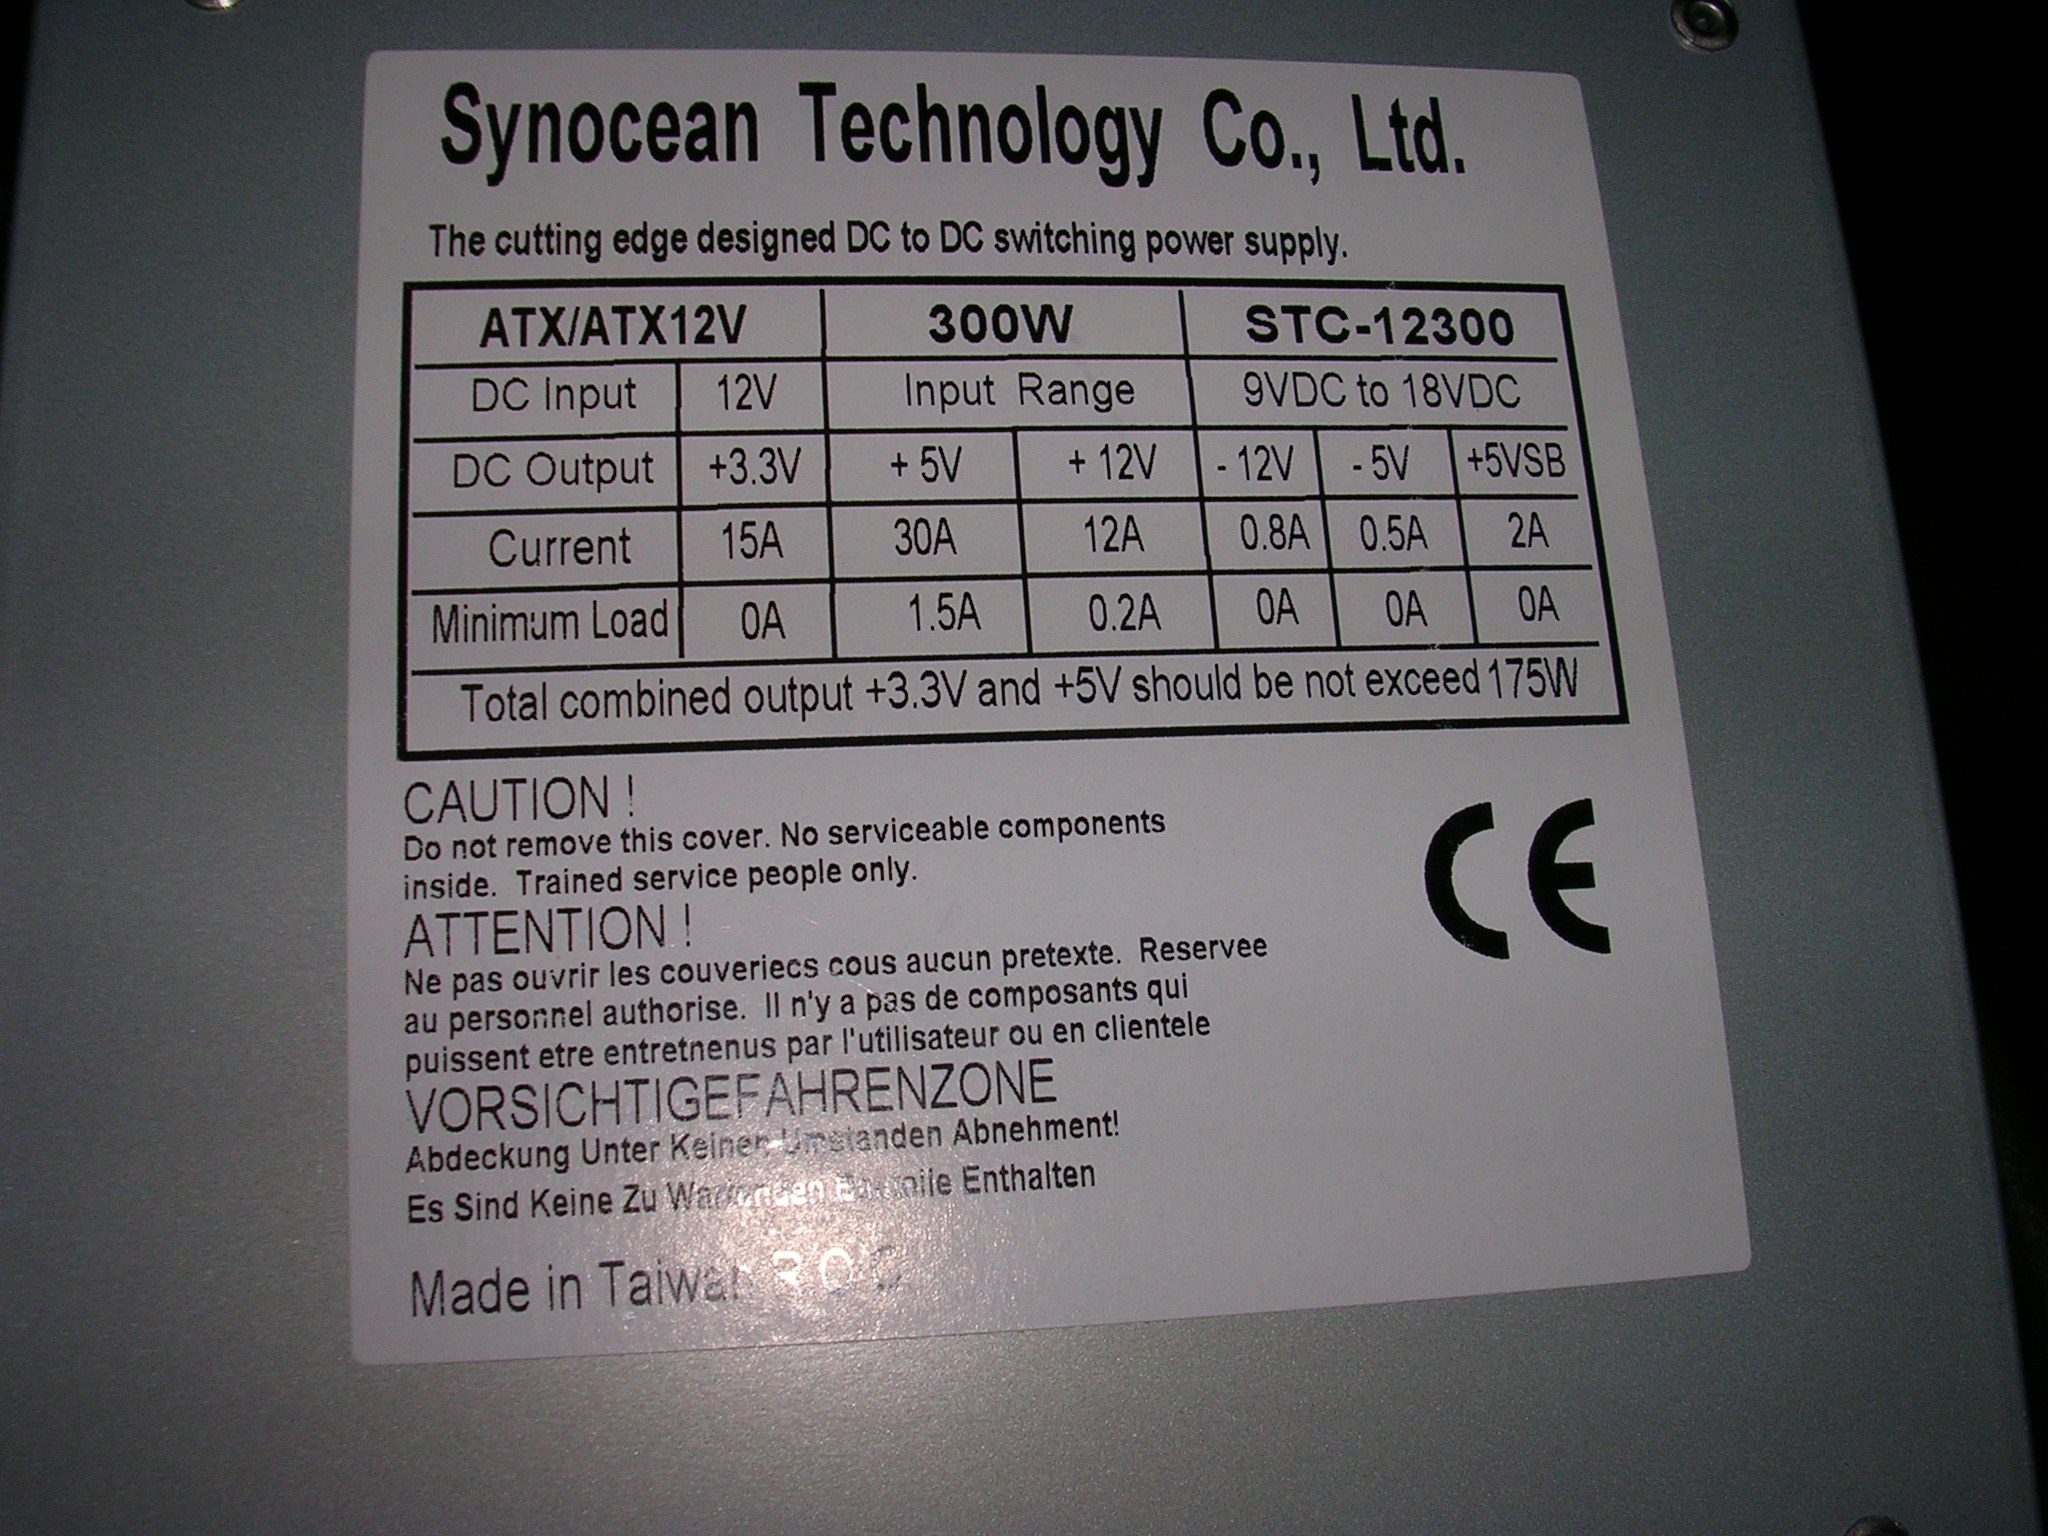 Synocean Technology Co., Ltd.
The cutting edge designed DC to DC switching power supply.
ATX/ATX12V 300W STC-12300
DC Input 12V Input Range 9VDC to 18VDC
DC Output +3.3V + 5V + 12V - 12V - 5V +5VSB
Current 15A 30A 12A 0.8A 0.5A 2A
Minimum Load 0A 1.5A 0.2A 0A 0A 0A
Total combined output +3.3V and +5V should be not exceed 175W
CAUTION !
Do not remove this cover. No serviceable components
inside. Trained service people only.
CE
ATTENTION !
Ne pas ouvrir les couveriecs cous aucun pretexte. Reservee
au personnel authorise. Il n'y a pas de composants qui
puissent etre entretnenus par l'utilisateur ou en clientele
VORSICHTIGEFAHRENZONE
Abdeckung Unter Keinen Umstanden Abnehment!
Es Sind Keine Zu Enthalten
Made in Taiwan R O C